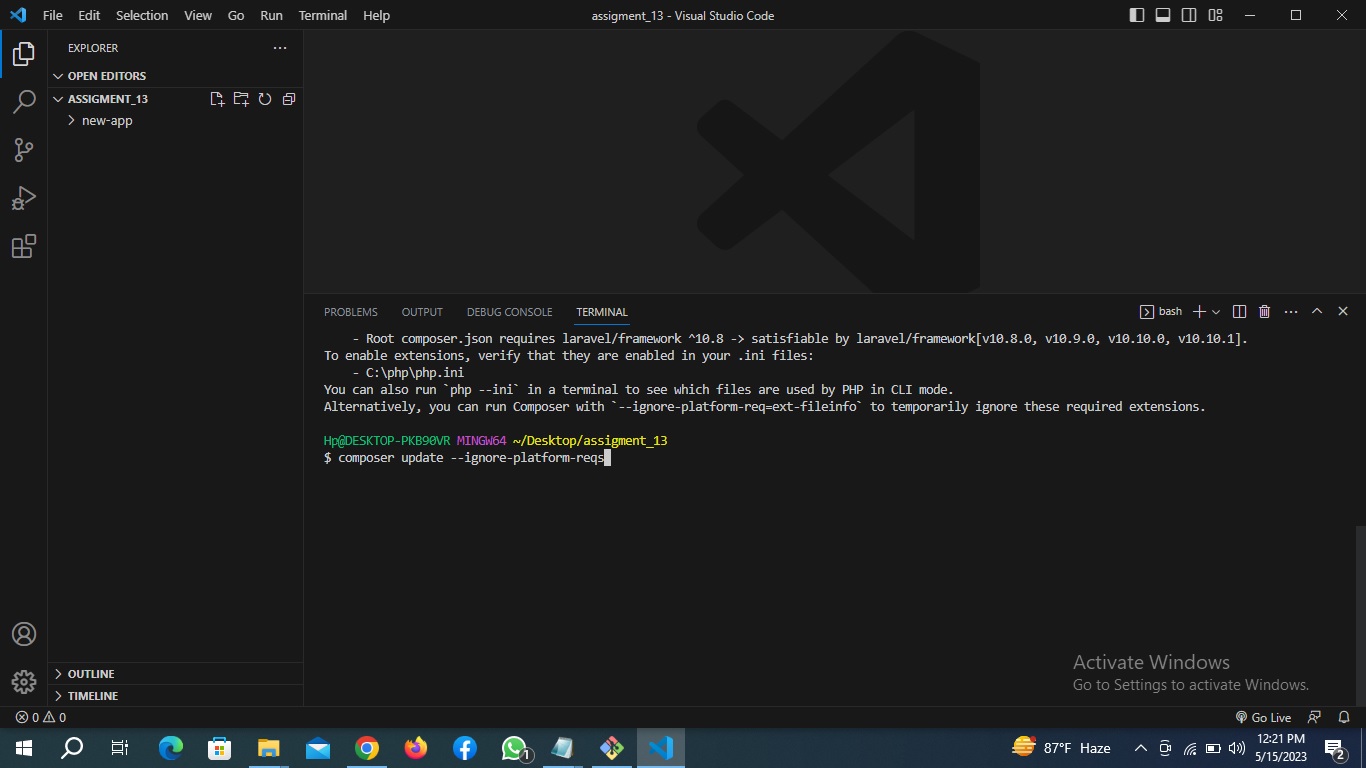 File Edit Selection View Go Run Terminal Help
assigment_13 - Visual Studio Code
EXPLORER
OPEN EDITORS
ASSIGMENT_13
new-app
OUTLINE
TIMELINE
PROBLEMS OUTPUT DEBUG CONSOLE TERMINAL
bash
- Root composer.json requires laravel/framework ^10.8 -> satisfiable by laravel/framework[v10.8.0, v10.9.0, v10.10.0, v10.10.1].
To enable extensions, verify that they are enabled in your .ini files:
- C:\php\php.ini
You can also run `php --ini` in a terminal to see which files are used by PHP in CLI mode.
Alternatively, you can run Composer with `--ignore-platform-req=ext-fileinfo` to temporarily ignore these required extensions.
Hp@DESKTOP-PKB90VR MINGW64 ~/Desktop/assigment_13
$ composer update --ignore-platform-reqs
Activate Windows
Go to Settings to activate Windows.
0 0
Go Live
1
87°F Haze
12:21 PM
5/15/2023
2